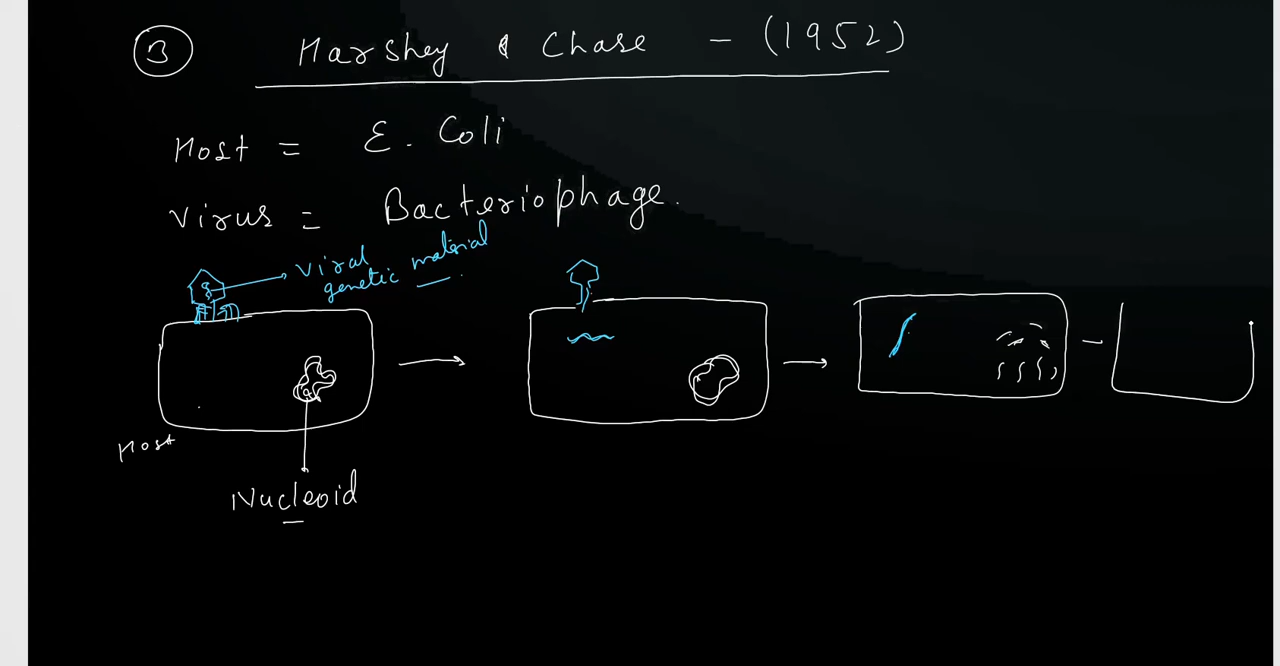 3 Harshey & Chase - (1952)
Host = E. Coli
Virus = Bacteriophage.
Viral
genetic material
Host
Nucleoid